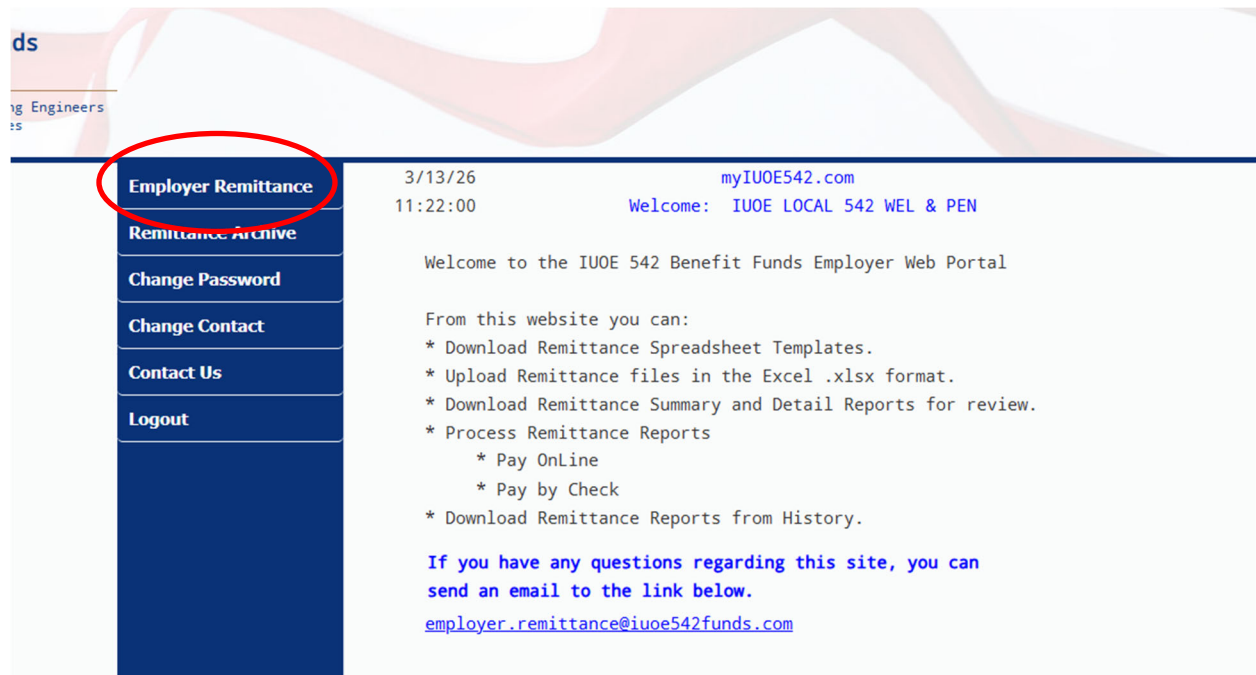 ds
ng Engineers
es
Employer Remittance
Remittance Archive
Change Password
Change Contact
Contact Us
Logout
3/13/26 myIUOE542.com
11:22:00 Welcome: IUOE LOCAL 542 WEL & PEN
Welcome to the IUOE 542 Benefit Funds Employer Web Portal
From this website you can:
* Download Remittance Spreadsheet Templates.
* Upload Remittance files in the Excel .xlsx format.
* Download Remittance Summary and Detail Reports for review.
* Process Remittance Reports
* Pay OnLine
* Pay by Check
* Download Remittance Reports from History.
If you have any questions regarding this site, you can
send an email to the link below.
employer.remittance@iuoe542funds.com